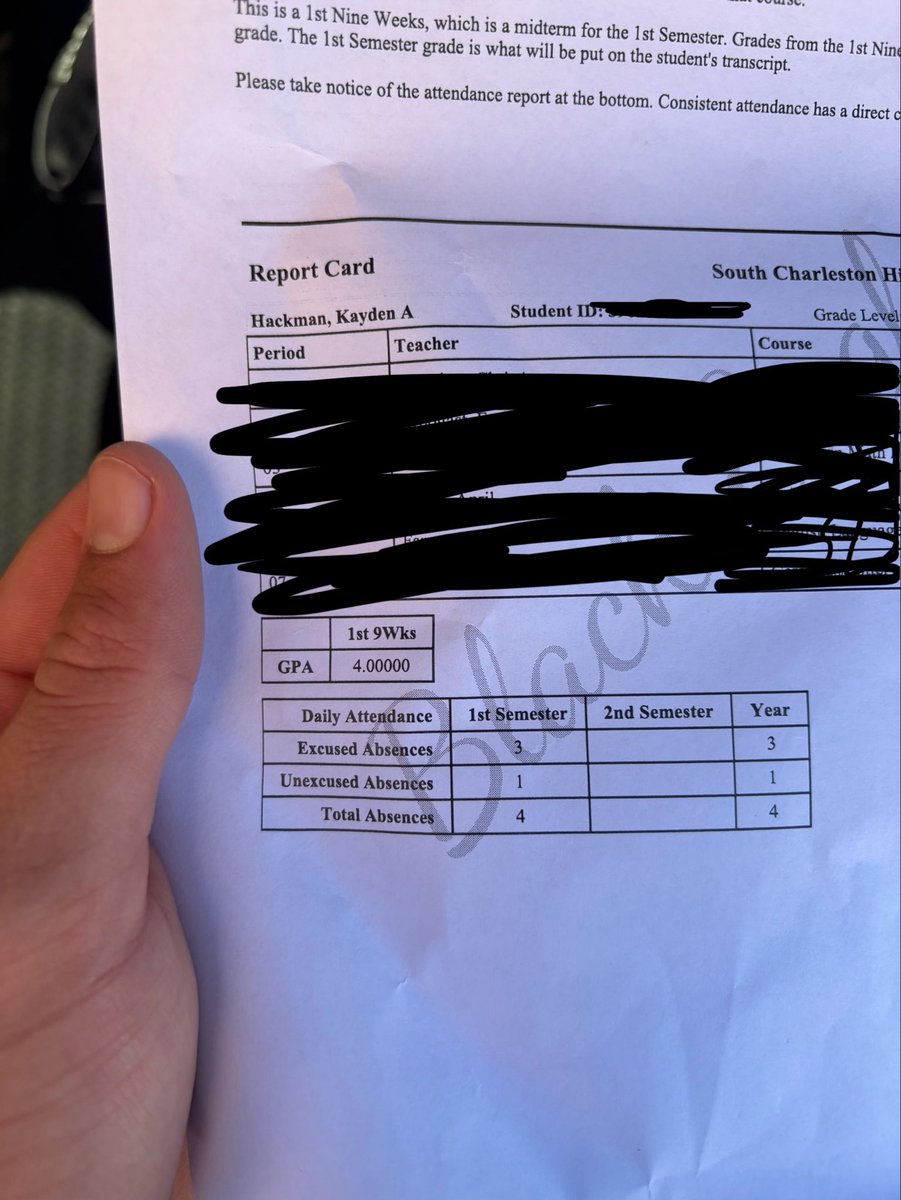 course.
This is a 1st Nine Weeks, which is a midterm for the 1st Semester. Grades from the 1st Nine
grade. The 1st Semester grade is what will be put on the student's transcript.
Please take notice of the attendance report at the bottom. Consistent attendance has a direct
Report Card South Charleston
Hackman, Kayden A Student ID: Grade Level
Period Teacher Course
07
1st 9Wks
GPA 4.00000
Daily Attendance 1st Semester 2nd Semester Year
Excused Absences 3 3
Unexcused Absences 1 1
Total Absences 4 4
Black